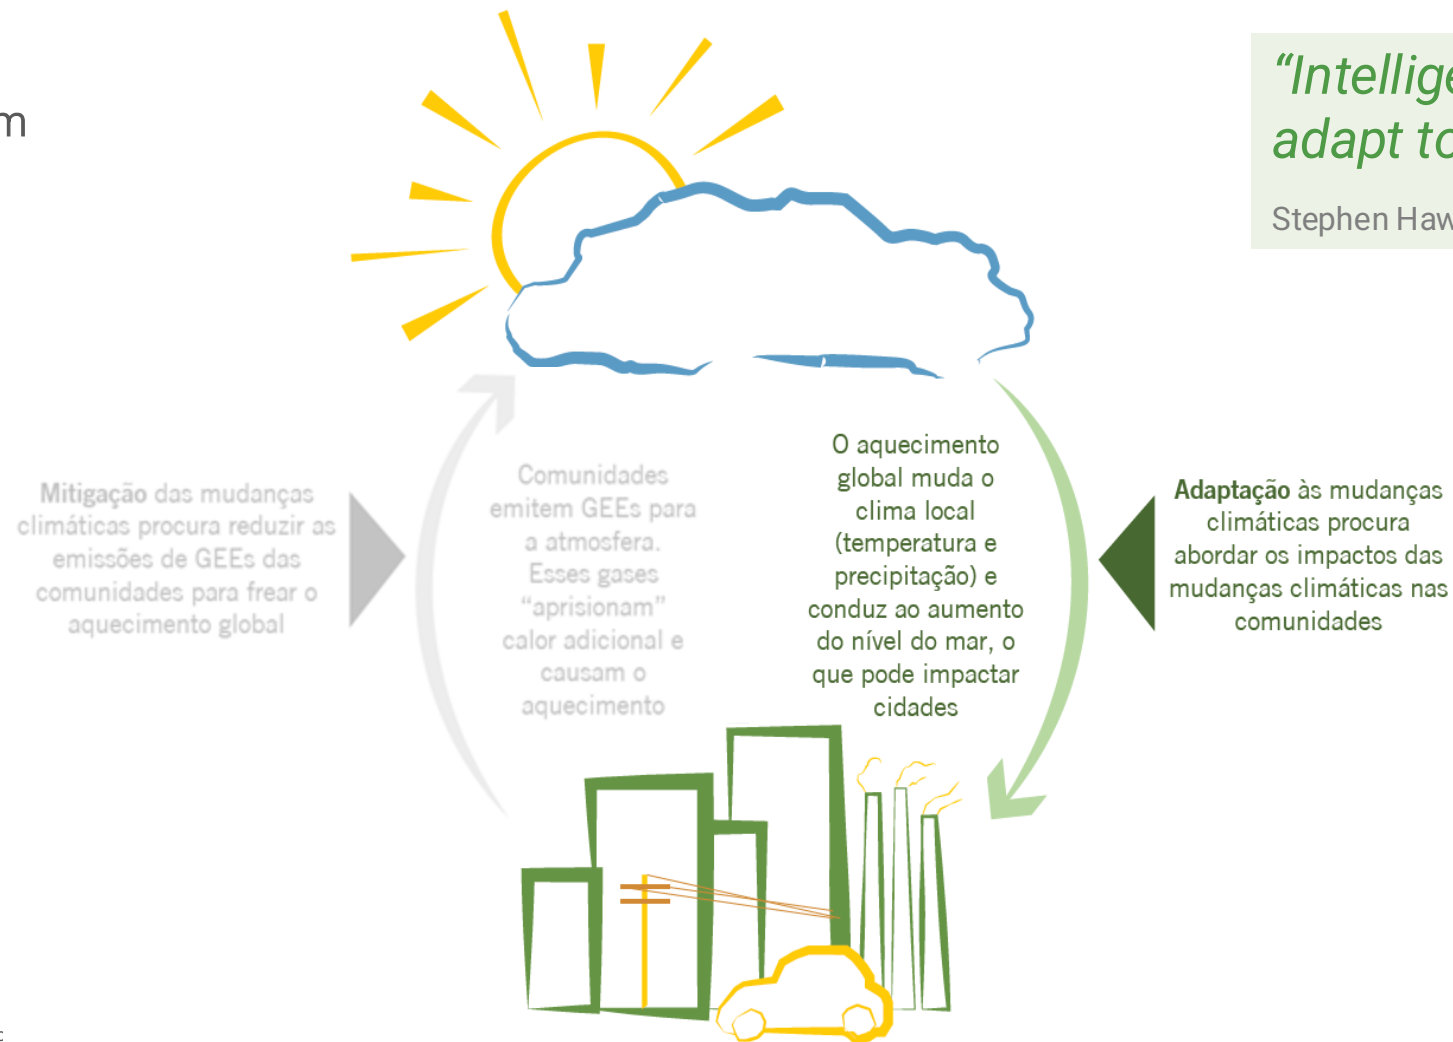 adapt to
Stephen
Mitigação das mudanças
climáticas procura reduzir as
emissões de GEEs das
comunidades para frear o
aquecimento global
Comunidades
emitem GEEs para
a atmosfera.
Esses gases
“aprisionam”
calor adicional e
causam o
aquecimento
O aquecimento
global muda o
clima local
(temperatura e
precipitação) e
conduz ao aumento
do nível do mar, o
que pode impactar
cidades
Adaptação às mudanças
climáticas procura
abordar os impactos das
mudanças climáticas nas
comunidades